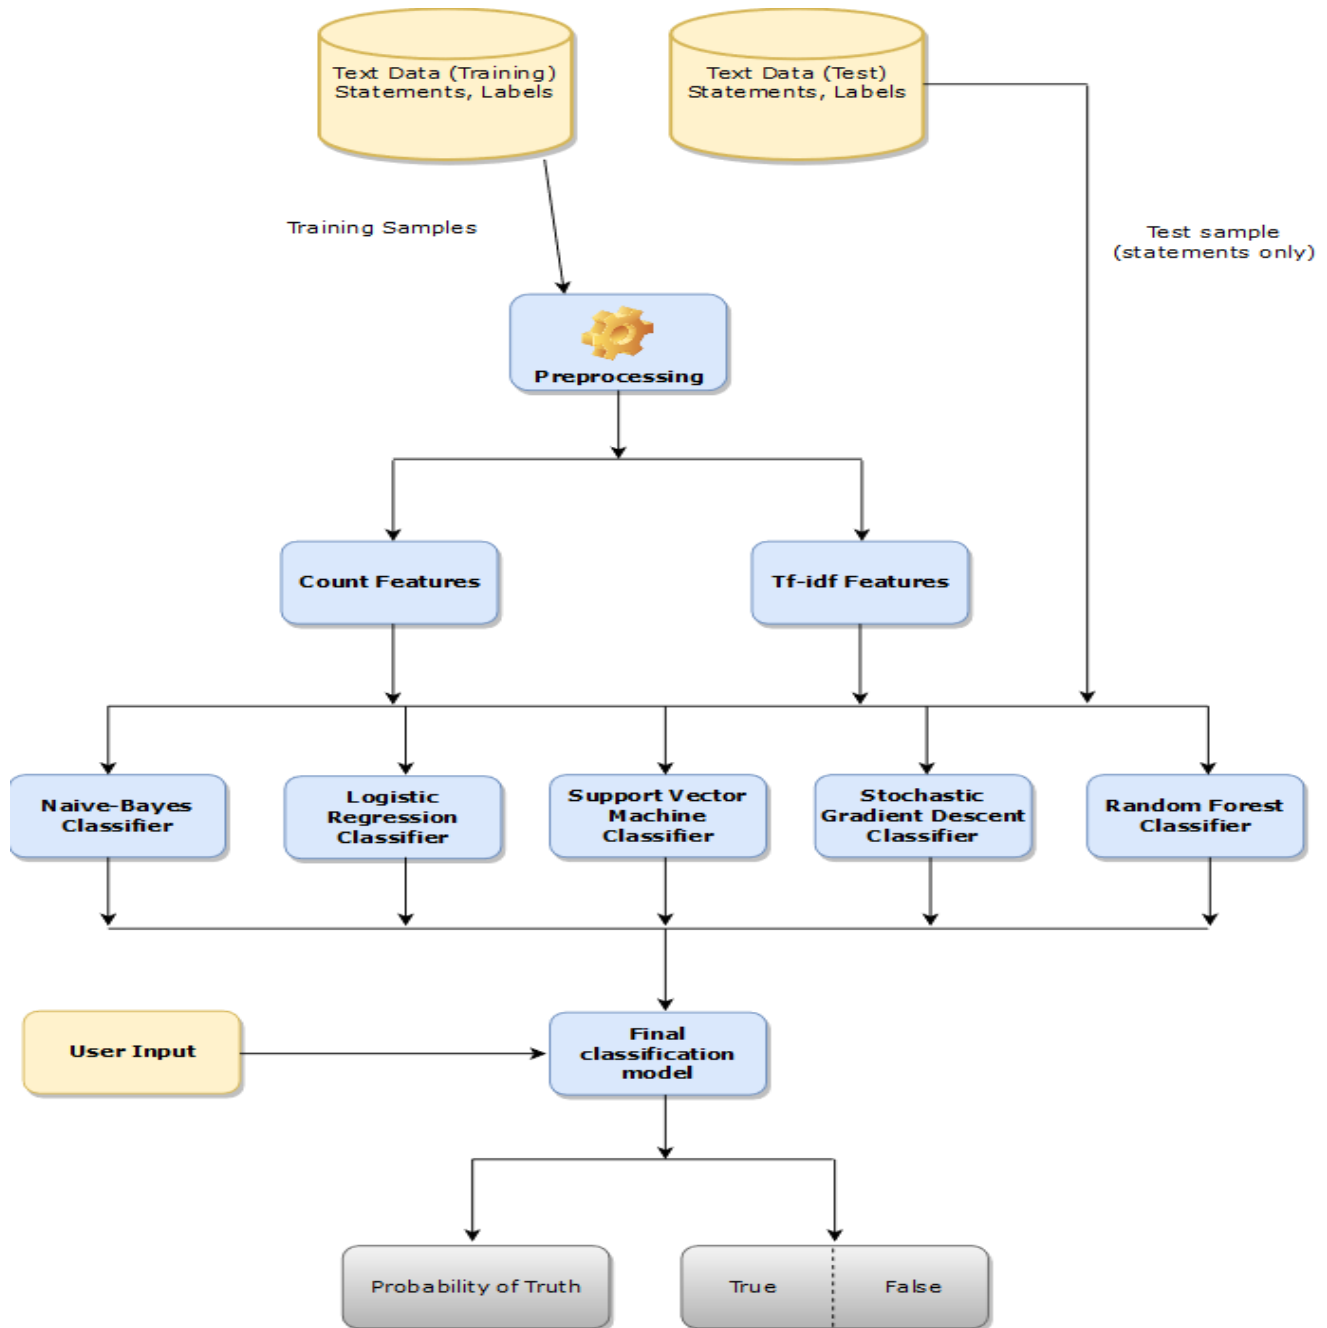 Text Data (Training)
Statements, Labels
Text Data (Test)
Statements, Labels
Training Samples
Test sample
(statements only)
Preprocessing
Count Features
Tf-idf Features
Naive-Bayes
Classifier
Logistic
Regression
Classifier
Support Vector
Machine
Classifier
Stochastic
Gradient Descent
Classifier
Random Forest
Classifier
User Input
Final
classification
model
Probability of Truth
True
False